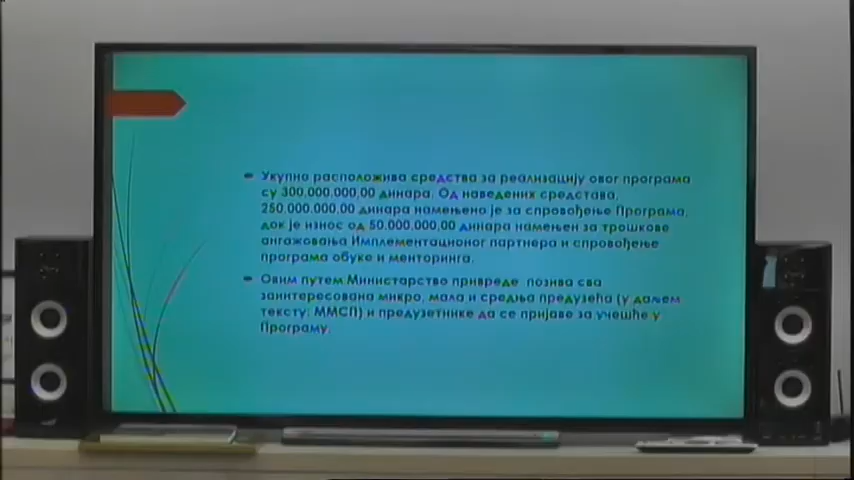 Укупно расположива средства за реализацију овог програма
су 300.000.000,00 динара. Од наведених средстава,
250.000.000,00 динара намењено је за спровођење Програма,
док је износ од 50.000.000,00 динара намењен за трошкове
ангажовања Имплементационог партнера и спровођење
програма обуке и менторинга.
Овим путем Министарство привреде позива сва
заинтересована микро, мала и средња предузећа (у даљем
тексту: ММСП) и предузетнике да се пријаве за учешће у
Програму.